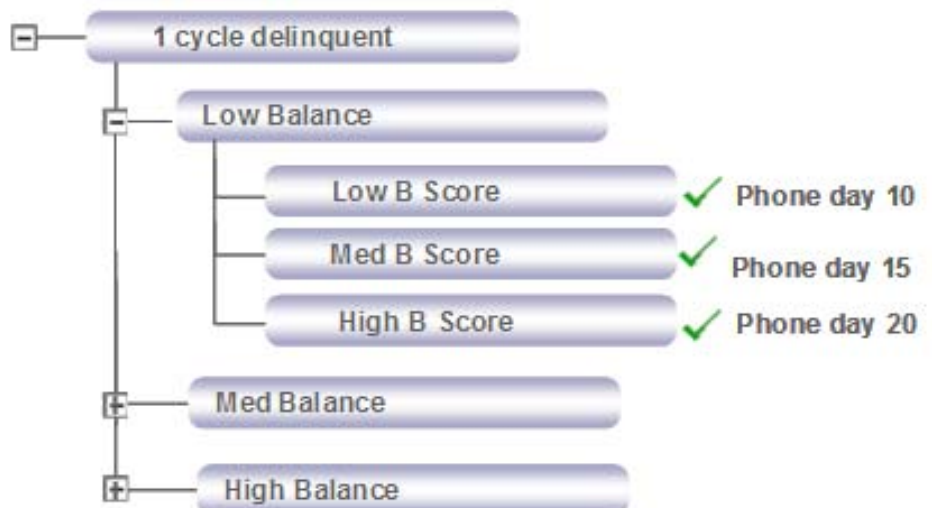 1 cycle delinquent
Low Balance
Low B Score
Phone day 10
Med B Score
Phone day 15
High B Score
Phone day 20
Med Balance
High Balance